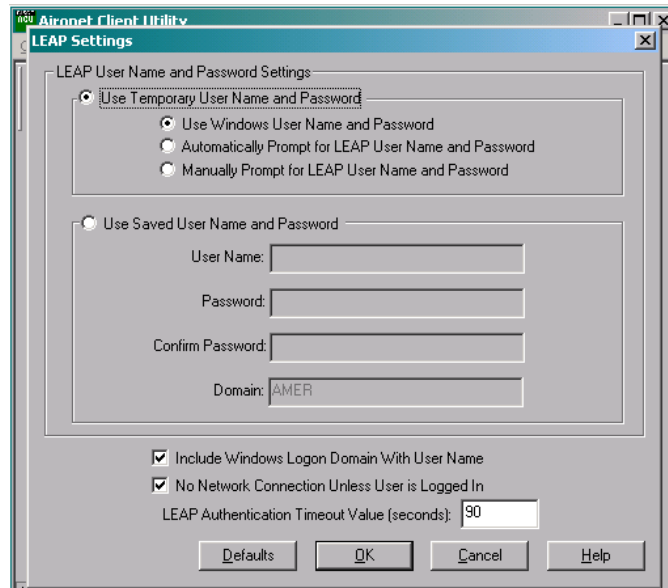 Aironet Client Utility
LEAP Settings
LEAP User Name and Password Settings
Use Temporary User Name and Password
Use Windows User Name and Password
Automatically Prompt for LEAP User Name and Password
Manually Prompt for LEAP User Name and Password
Use Saved User Name and Password
User Name:
Password:
Confirm Password:
Domain: AMER
Include Windows Logon Domain With User Name
No Network Connection Unless User is Logged In
LEAP Authentication Timeout Value (seconds): 90
Defaults OK Cancel Help